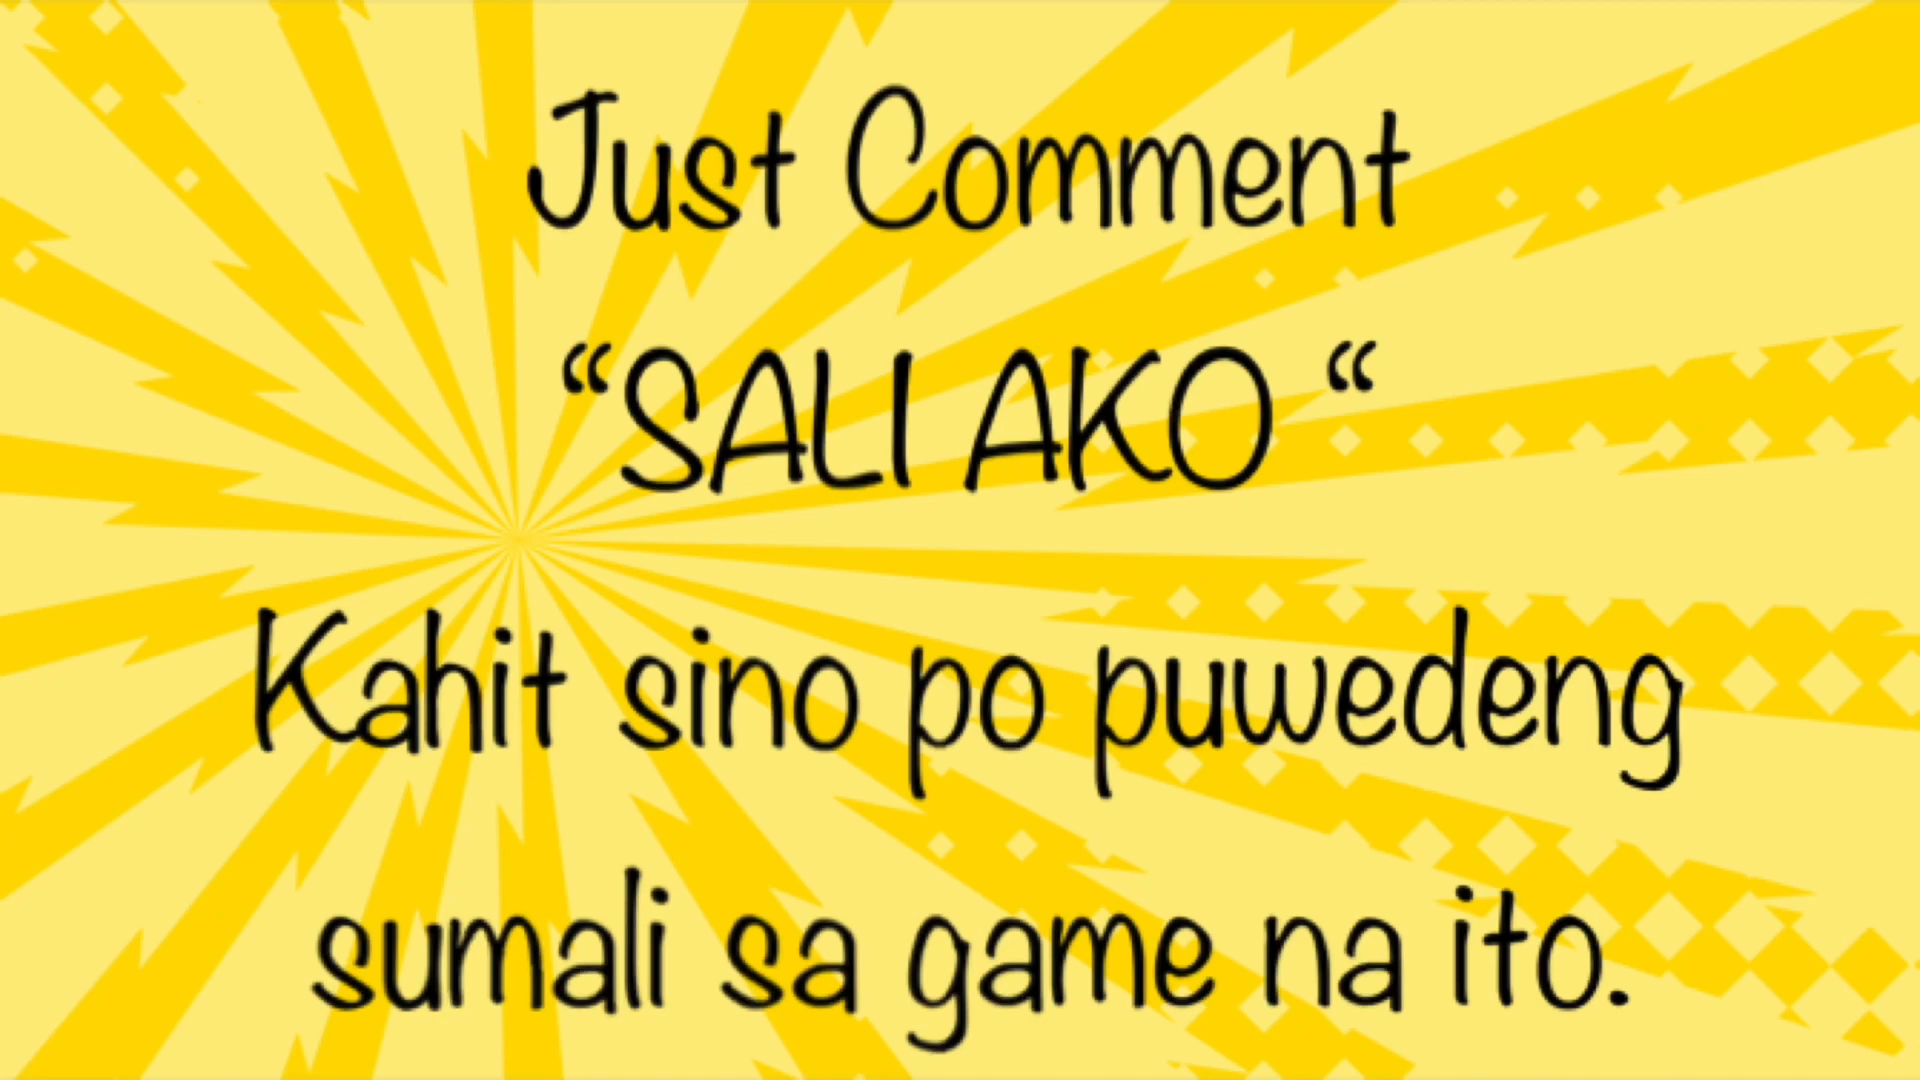 Just Comment
“SALI AKO “
Kahit sino po puwedeng
sumali sa game na ito.